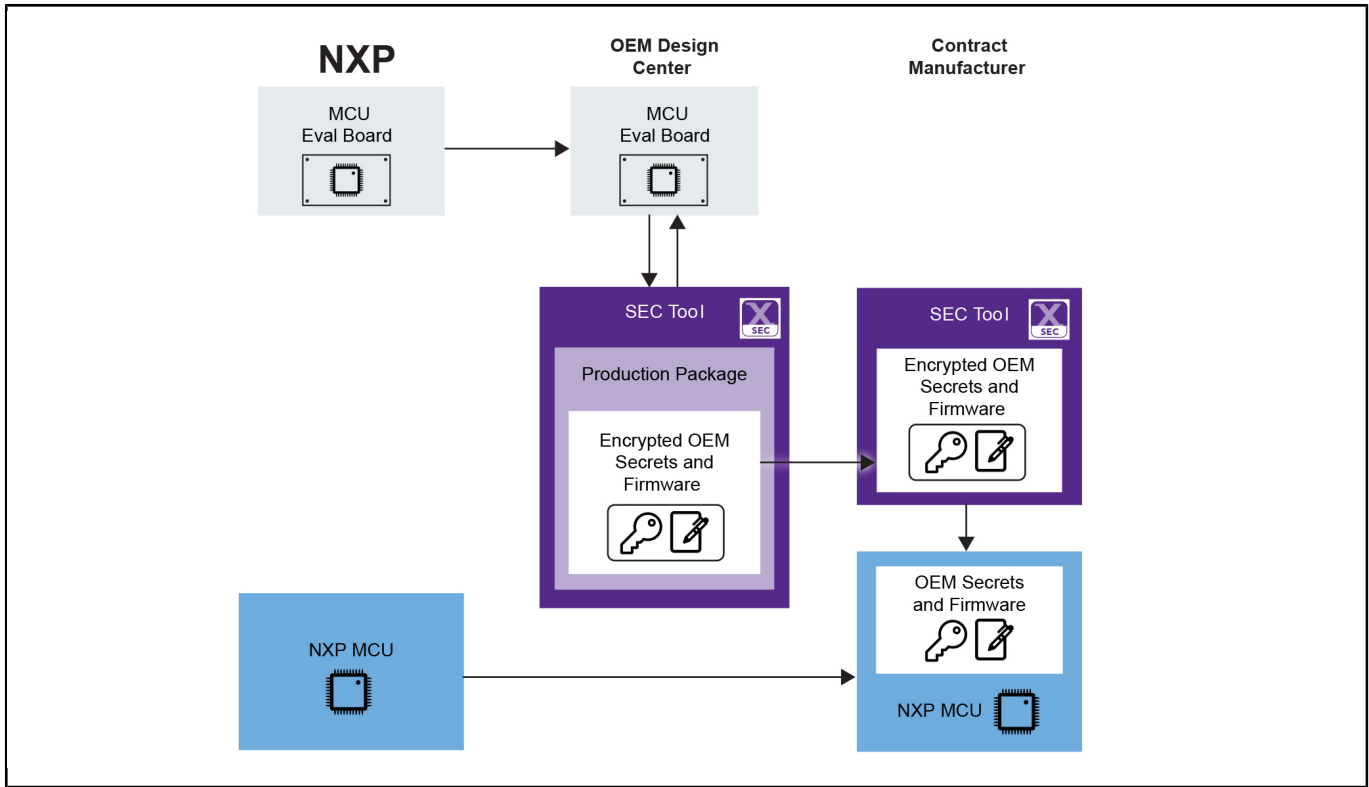 NXP
OEM Design
Center
Contract
Manufacturer
MCU
Eval Board
MCU
Eval Board
SEC Tool
X
SEC
Production Package
Encrypted OEM
Secrets and
Firmware
SEC Tool
X
SEC
Encrypted OEM
Secrets and
Firmware
NXP MCU
OEM Secrets
and Firmware
NXP MCU